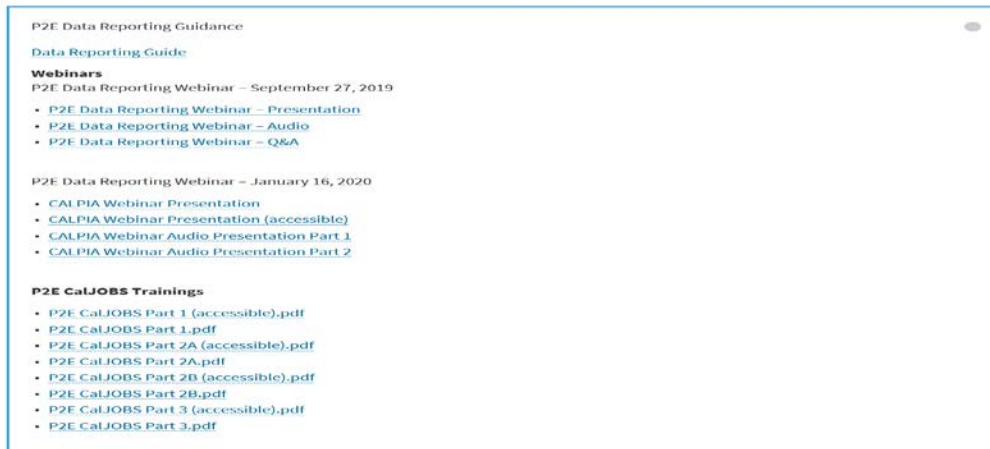 P2E Data Reporting Guidance
Data Reporting Guide
Webinars
P2E Data Reporting Webinar – September 27, 2019
• P2E Data Reporting Webinar – Presentation
• P2E Data Reporting Webinar – Audio
• P2E Data Reporting Webinar – Q&A
P2E Data Reporting Webinar – January 16, 2020
• CALPIA Webinar Presentation
• CALPIA Webinar Presentation (accessible)
• CALPIA Webinar Audio Presentation Part 1
• CALPIA Webinar Audio Presentation Part 2
P2E CalJOBS Trainings
• P2E CalJOBS Part 1 (accessible).pdf
• P2E CalJOBS Part 1.pdf
• P2E CalJOBS Part 2A (accessible).pdf
• P2E CalJOBS Part 2A.pdf
• P2E CalJOBS Part 2B (accessible).pdf
• P2E CalJOBS Part 2B.pdf
• P2E CalJOBS Part 3 (accessible).pdf
• P2E CalJOBS Part 3.pdf